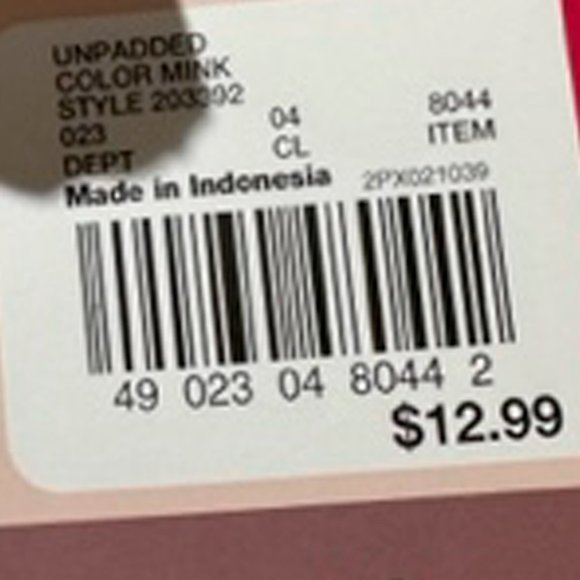 UNPADDED
COLOR MINK
STYLE 203392
023 04 8044
DEPT CL ITEM
Made in Indonesia 2PX021039
49 023 04 8044 2
$12.99